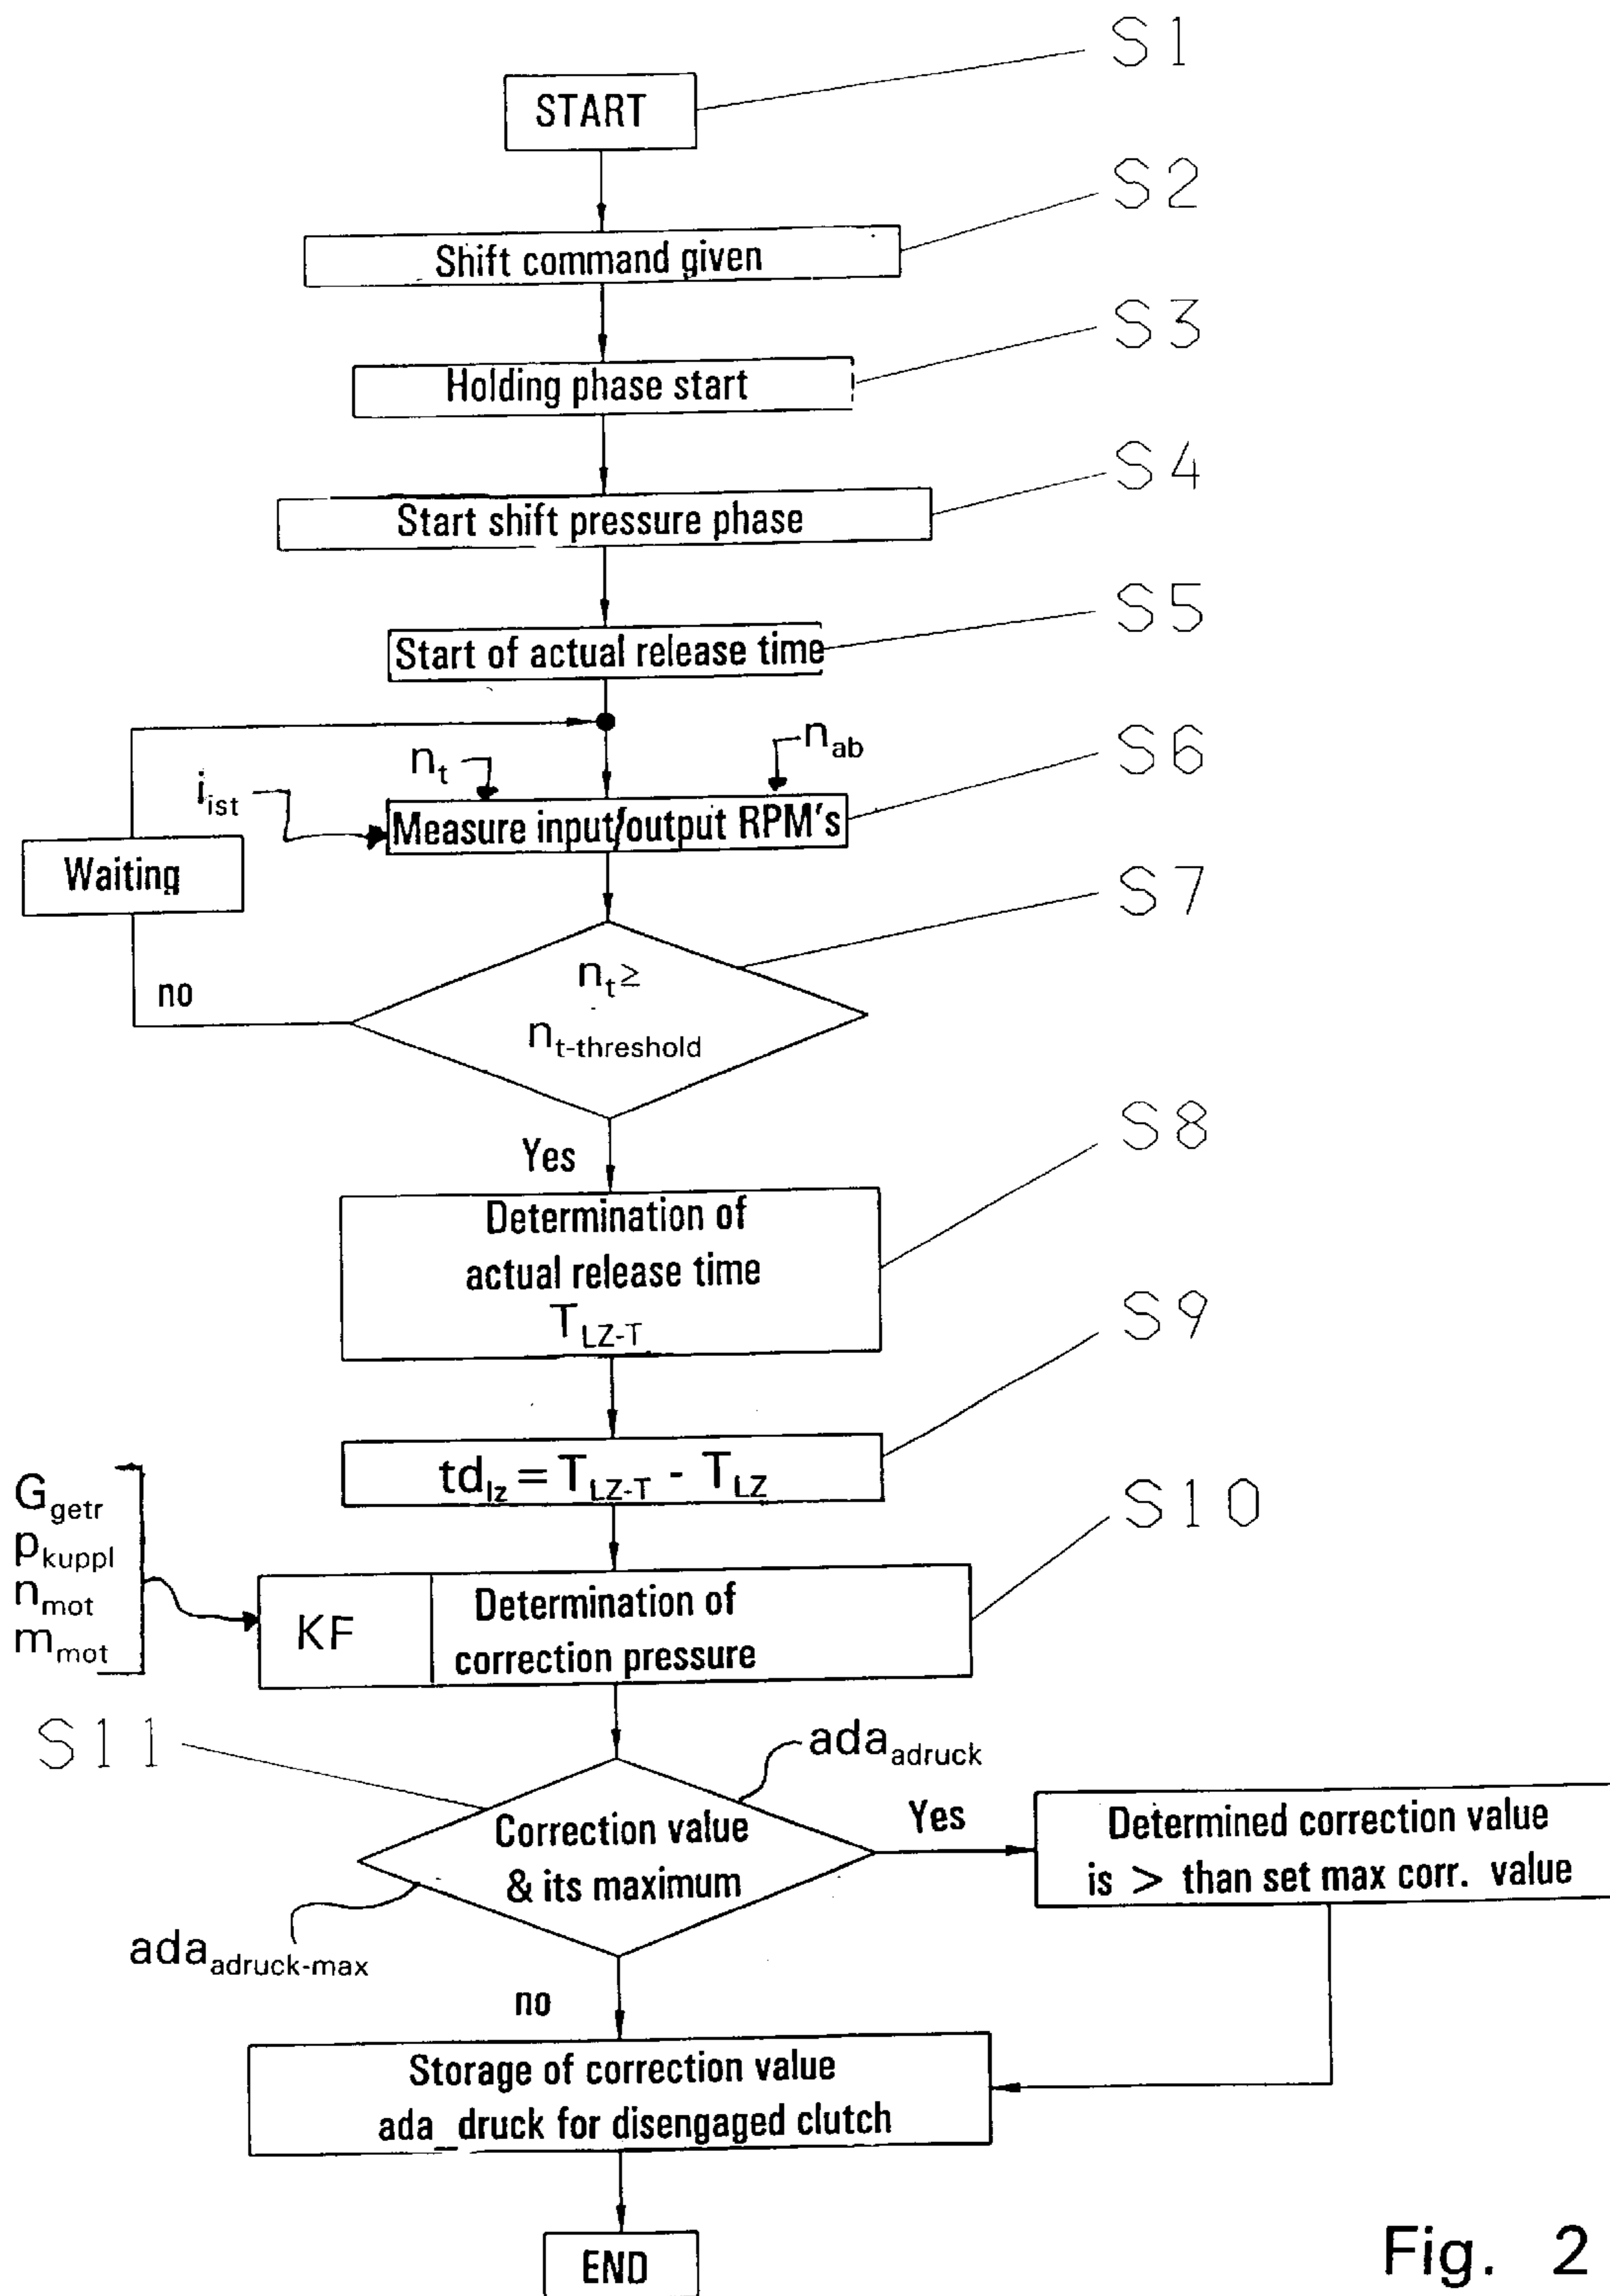 S1
START
S2
Shift command given
S3
Holding phase start
S4
Start shift pressure phase
S5
Start of actual release time
n_t
n_ab
S6
i_ist
Measure input/output RPM's
Waiting
S7
n_t ≥
no
n_t-threshold
S8
Yes
Determination of
actual release time
T_LZ-T
S9
td_lz = T_LZ-T - T_LZ
S10
G_getr
p_kuppl
n_mot
m_mot
KF
Determination of
correction pressure
S11
ada_adruck
Correction value
& its maximum
Yes
Determined correction value
is > than set max corr. value
ada_adruck-max
no
Storage of correction value
ada_druck for disengaged clutch
END
Fig. 2